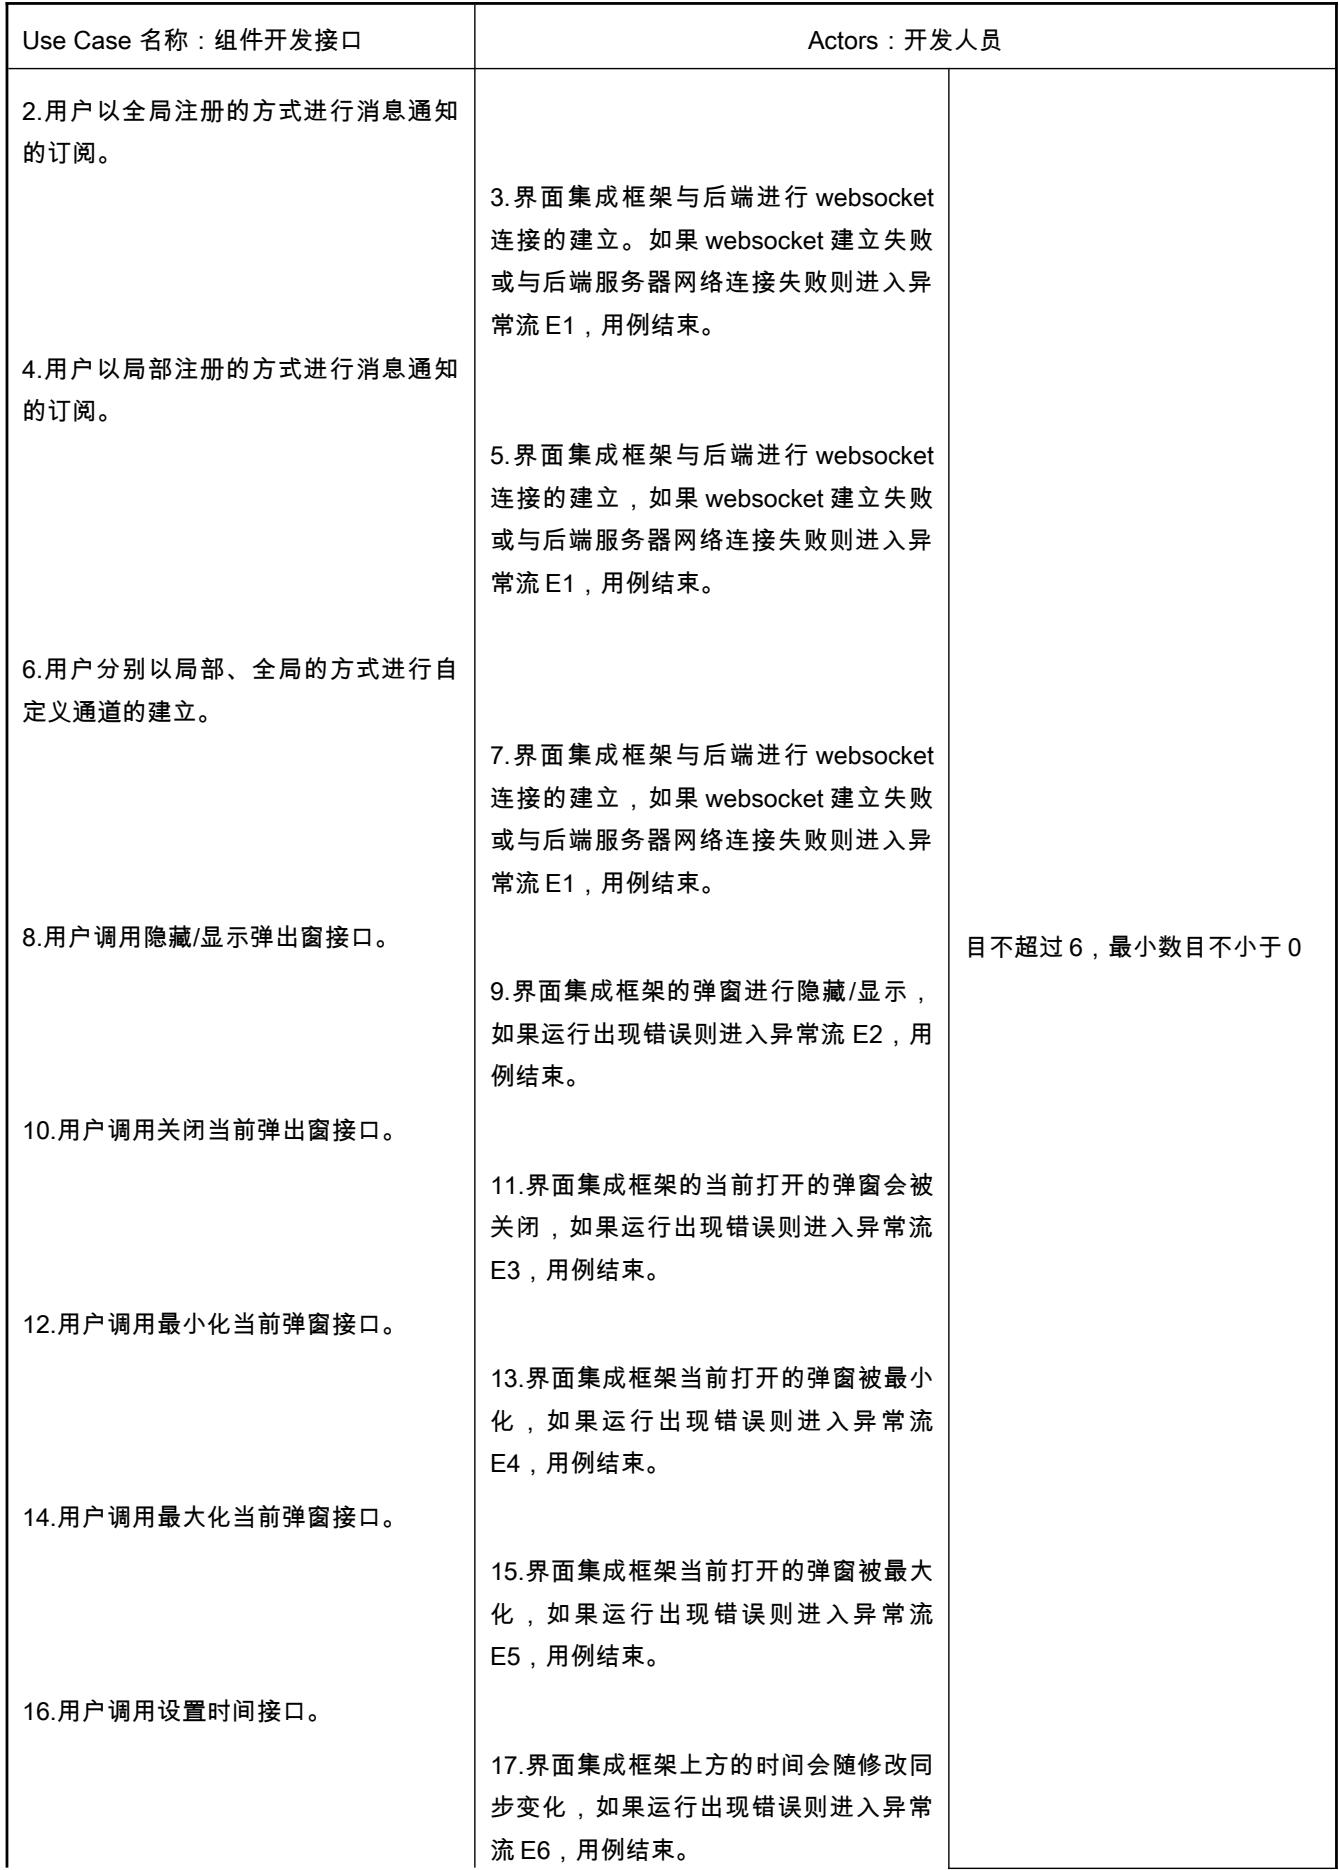 Use Case 名称：组件开发接口
Actors：开发人员
2.用户以全局注册的方式进行消息通知
的订阅。
3.界面集成框架与后端进行 websocket
连接的建立。如果 websocket 建立失败
或与后端服务器网络连接失败则进入异
常流 E1，用例结束。
4.用户以局部注册的方式进行消息通知
的订阅。
5.界面集成框架与后端进行 websocket
连接的建立，如果 websocket 建立失败
或与后端服务器网络连接失败则进入异
常流 E1，用例结束。
6.用户分别以局部、全局的方式进行自
定义通道的建立。
7.界面集成框架与后端进行 websocket
连接的建立，如果 websocket 建立失败
或与后端服务器网络连接失败则进入异
常流 E1，用例结束。
8.用户调用隐藏/显示弹出窗接口。
目不超过 6，最小数目不小于 0
9.界面集成框架的弹窗进行隐藏/显示，
如果运行出现错误则进入异常流 E2，用
例结束。
10.用户调用关闭当前弹出窗接口。
11.界面集成框架的当前打开的弹窗会被
关闭，如果运行出现错误则进入异常流
E3，用例结束。
12.用户调用最小化当前弹窗接口。
13.界面集成框架当前打开的弹窗被最小
化，如果运行出现错误则进入异常流
E4，用例结束。
14.用户调用最大化当前弹窗接口。
15.界面集成框架当前打开的弹窗被最大
化，如果运行出现错误则进入异常流
E5，用例结束。
16.用户调用设置时间接口。
17.界面集成框架上方的时间会随修改同
步变化，如果运行出现错误则进入异常
流 E6，用例结束。